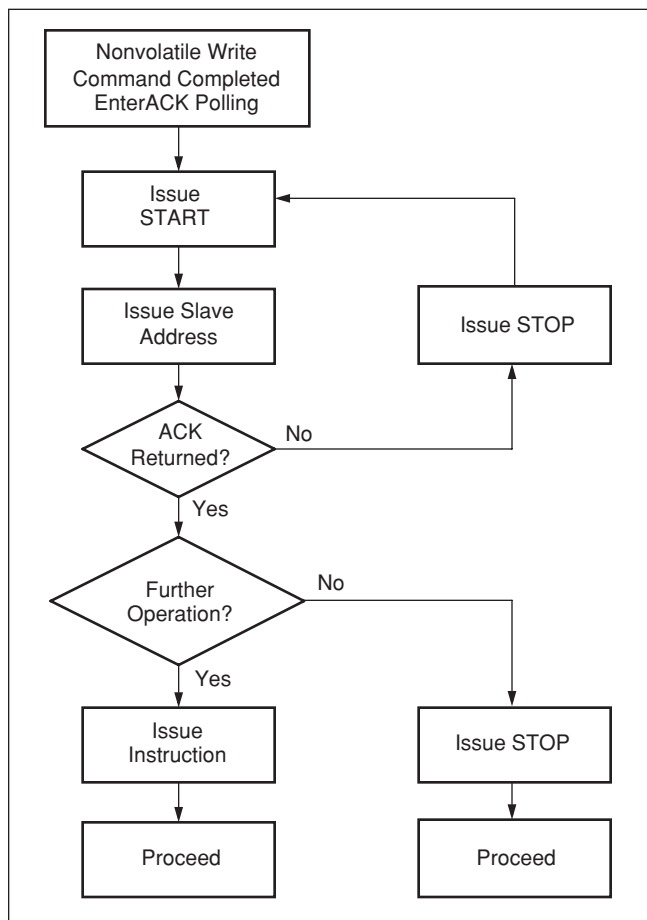 Nonvolatile Write
Command Completed
EnterACK Polling
Issue
START
Issue Slave
Address
Issue STOP
ACK
Returned?
No
Yes
Further
Operation?
No
Yes
Issue
Instruction
Issue STOP
Proceed
Proceed